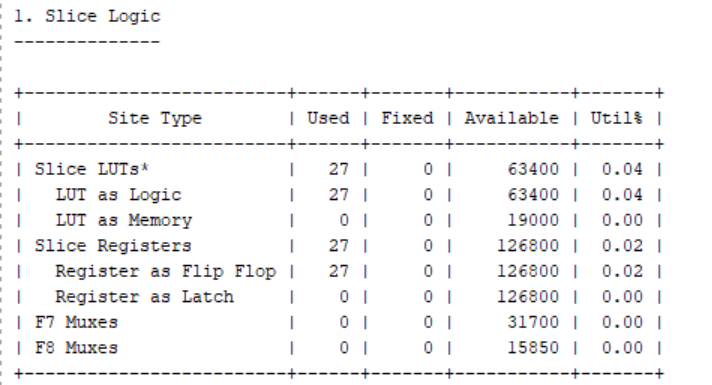 1. Slice Logic
--------------
+----------------------------+------+-------+-----------+-------+
|          Site Type         | Used | Fixed | Available | Util% |
+----------------------------+------+-------+-----------+-------+
| Slice LUTs*                |   27 |     0 |     63400 |  0.04 |
|   LUT as Logic             |   27 |     0 |     63400 |  0.04 |
|   LUT as Memory            |    0 |     0 |     19000 |  0.00 |
| Slice Registers            |   27 |     0 |    126800 |  0.02 |
|   Register as Flip Flop    |   27 |     0 |    126800 |  0.02 |
|   Register as Latch        |    0 |     0 |    126800 |  0.00 |
| F7 Muxes                   |    0 |     0 |     31700 |  0.00 |
| F8 Muxes                   |    0 |     0 |     15850 |  0.00 |
+----------------------------+------+-------+-----------+-------+